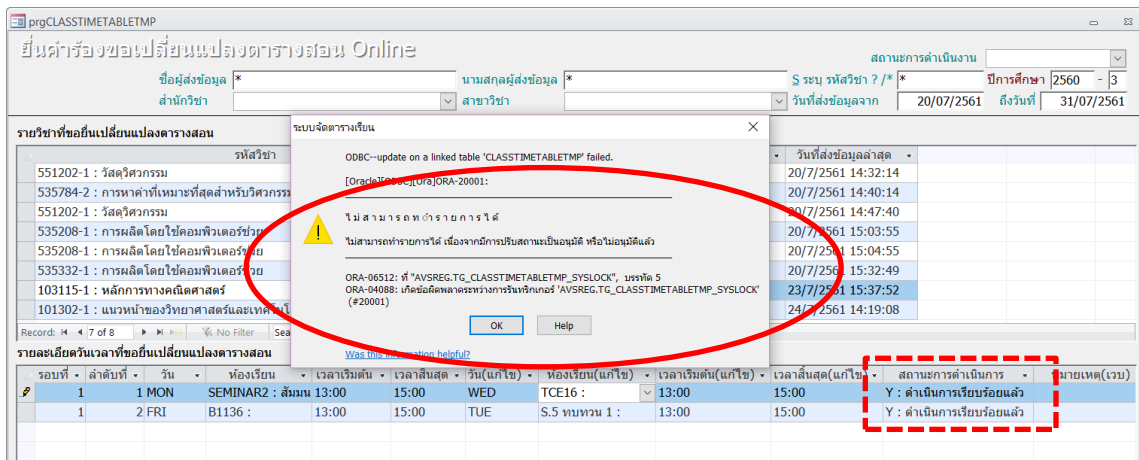 prgCLASSTIMETABLETMP
ยื่นคำร้องขอเปลี่ยนแปลงตารางสอน Online
สถานะการดำเนินงาน
ชื่อผู้ส่งข้อมูล * นามสกุลผู้ส่งข้อมูล * S ระบุ รหัสวิชา ? /* * ปีการศึกษา 2560 - 3
สำนักวิชา สาขาวิชา วันที่ส่งข้อมูลจาก 20/07/2561 ถึงวันที่ 31/07/2561
รายวิชาที่ขอยื่นเปลี่ยนแปลงตารางสอน
รหัสวิชา วันที่ส่งข้อมูลล่าสุด
551202-1 : วัสดุวิศวกรรม 20/7/2561 14:32:14
535784-2 : การหาค่าที่เหมาะที่สุดสำหรับวิศวกรร 20/7/2561 14:40:14
551202-1 : วัสดุวิศวกรรม 20/7/2561 14:47:40
535208-1 : การผลิตโดยใช้คอมพิวเตอร์ช่วย 20/7/2561 15:03:55
535208-1 : การผลิตโดยใช้คอมพิวเตอร์ช่วย 20/7/2561 15:04:55
535332-1 : การผลิตโดยใช้คอมพิวเตอร์ช่วย 20/7/2561 15:32:49
103115-1 : หลักการทางคณิตศาสตร์ 23/7/2561 15:37:52
101302-1 : แนวหน้าของวิทยาศาสตร์และเทคโนโ 24/7/2561 14:19:08
Record: 7 of 8 No Filter Sea
ระบบจัดตารางเรียน
ODBC--update on a linked table 'CLASSTIMETABLETMP' failed.
[Oracle][ODBC][Ora]ORA-20001:
ไ ม่ ส า ม า ร ถ ท ำ ร า ย ก า ร ไ ด้
ไม่สามารถทำรายการได้ เนื่องจากมีการปรับสถานะเป็นอนุมัติ หรือไม่อนุมัติแล้ว
ORA-06512: ที่ "AVSREG.TG_CLASSTIMETABLETMP_SYSLOCK", บรรทัด 5
ORA-04088: เกิดข้อผิดพลาดระหว่างการรันทริกเกอร์ 'AVSREG.TG_CLASSTIMETABLETMP_SYSLOCK'
(#20001)
OK Help
Was this information helpful?
รายละเอียดวันเวลาที่ขอยื่นเปลี่ยนแปลงตารางสอน
รอบที่ ลำดับที่ วัน ห้องเรียน เวลาเริ่มต้น เวลาสิ้นสุด วัน(แก้ไข) ห้องเรียน(แก้ไข) เวลาเริ่มต้น(แก้ไข) เวลาสิ้นสุด(แก้ไข) สถานะการดำเนินการ หมายเหตุ(เวบ)
1 1 MON SEMINAR2 : สัมมน 13:00 15:00 WED TCE16 : 13:00 15:00 Y : ดำเนินการเรียบร้อยแล้ว
1 2 FRI B1136 : 13:00 15:00 TUE S.5 ทบทวน 1 : 13:00 15:00 Y : ดำเนินการเรียบร้อยแล้ว